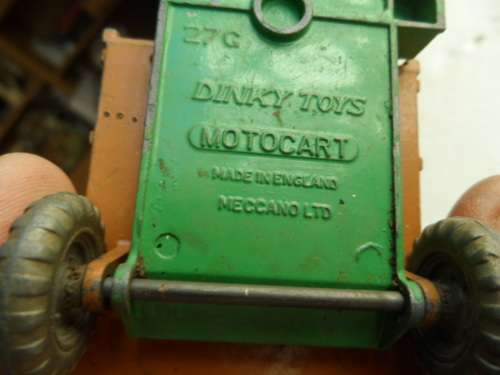 27G
DINKY TOYS
MOTOCART
MADE IN ENGLAND
MECCANO LTD